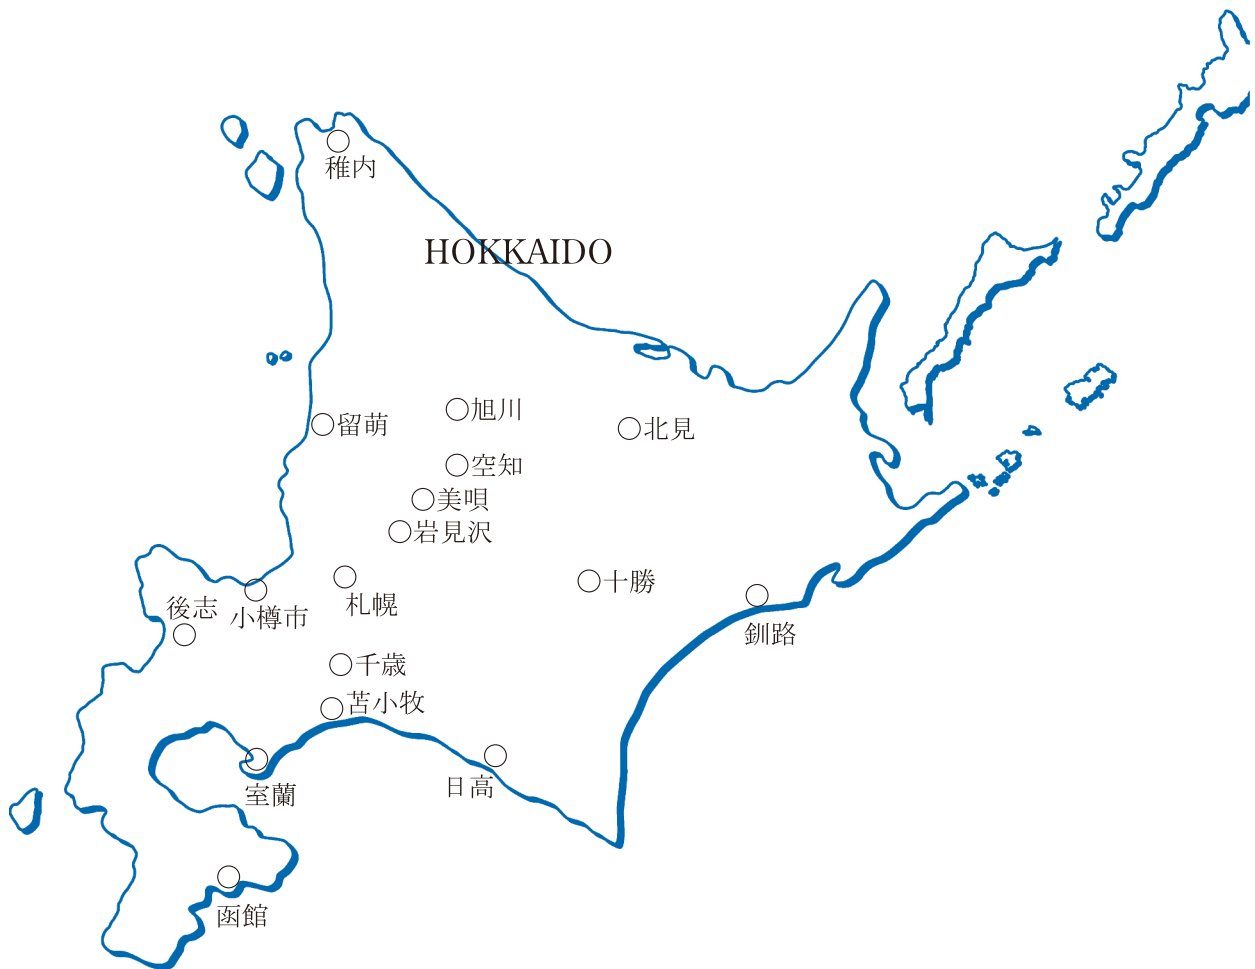 稚内
HOKKAIDO
旭川
留萌
北見
空知
美唄
岩見沢
札幌
十勝
後志
小樽市
釧路
千歳
苫小牧
日高
室蘭
函館